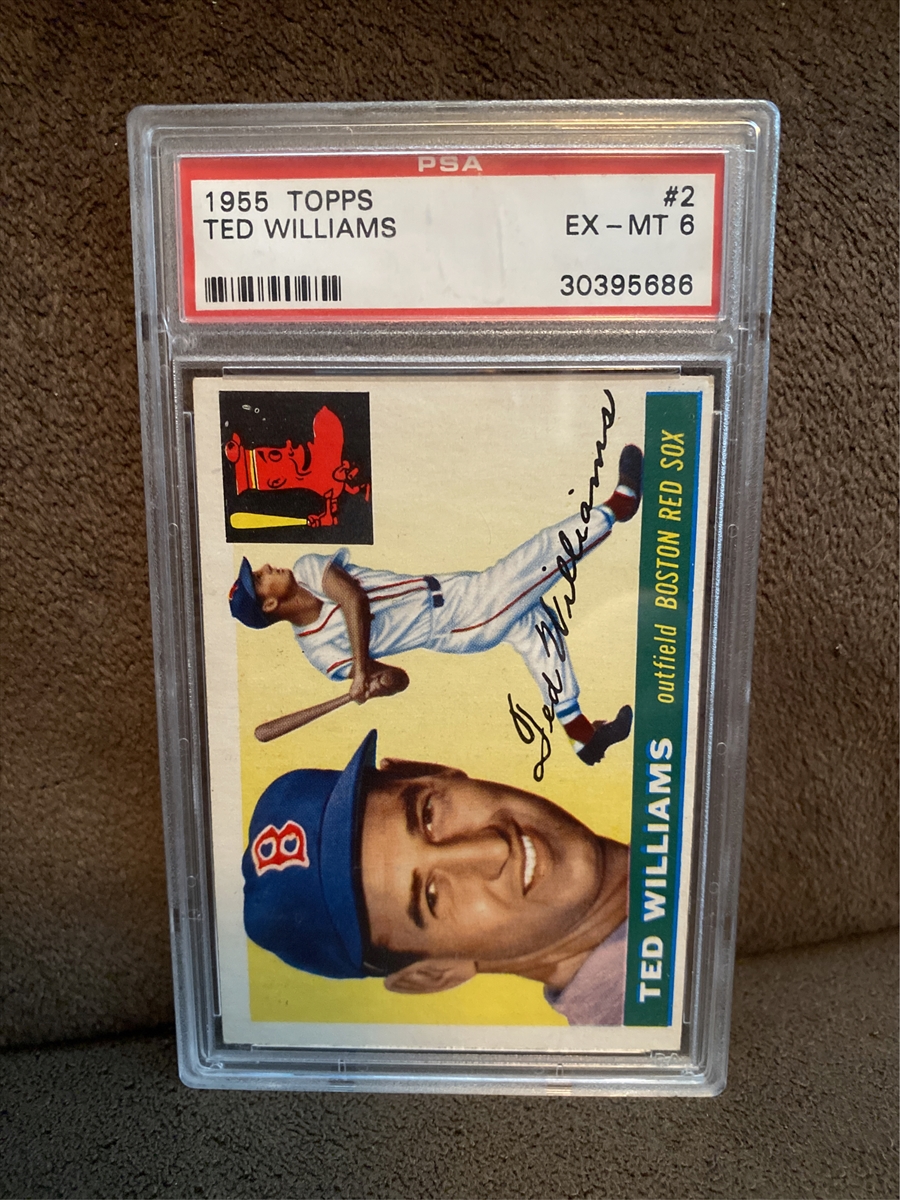 PSA
1955 TOPPS
#2
TED WILLIAMS
EX-MT 6
30395686
Ted Williams
TED WILLIAMS outfield BOSTON RED SOX
B